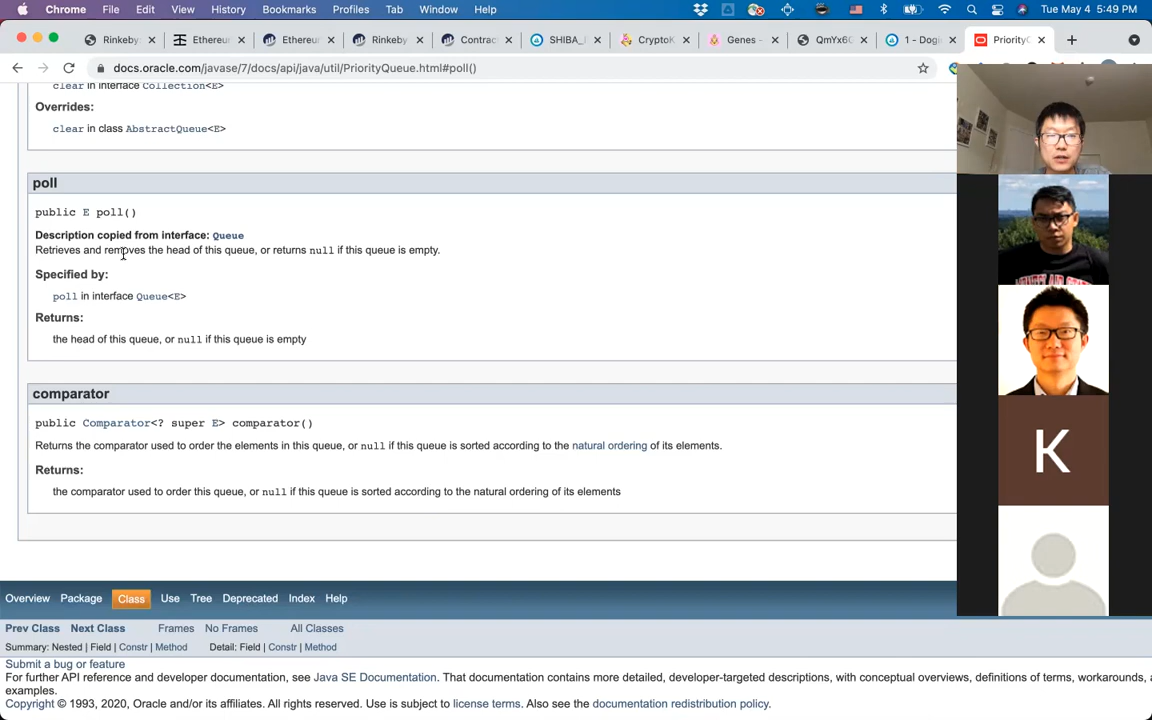 Chrome File Edit View History Bookmarks Profiles Tab Window Help Tue May 4 5:49 PM
Rinkeby Ethereum Ethereum Rinkeby Contrac SHIBA_ CryptoK Genes - QmYx6 1 - Dogi Priority
docs.oracle.com/javase/7/docs/api/java/util/PriorityQueue.html#poll()
clear in interface Collection<E>
Overrides:
clear in class AbstractQueue<E>
poll
public E poll()
Description copied from interface: Queue
Retrieves and removes the head of this queue, or returns null if this queue is empty.
Specified by:
poll in interface Queue<E>
Returns:
the head of this queue, or null if this queue is empty
comparator
public Comparator<? super E> comparator()
Returns the comparator used to order the elements in this queue, or null if this queue is sorted according to the natural ordering of its elements.
Returns:
the comparator used to order this queue, or null if this queue is sorted according to the natural ordering of its elements
K
Overview Package Class Use Tree Deprecated Index Help
Prev Class Next Class Frames No Frames All Classes
Summary: Nested | Field | Constr | Method Detail: Field | Constr | Method
Submit a bug or feature
For further API reference and developer documentation, see Java SE Documentation. That documentation contains more detailed, developer-targeted descriptions, with conceptual overviews, definitions of terms, workarounds,
examples.
Copyright © 1993, 2020, Oracle and/or its affiliates. All rights reserved. Use is subject to license terms. Also see the documentation redistribution policy.